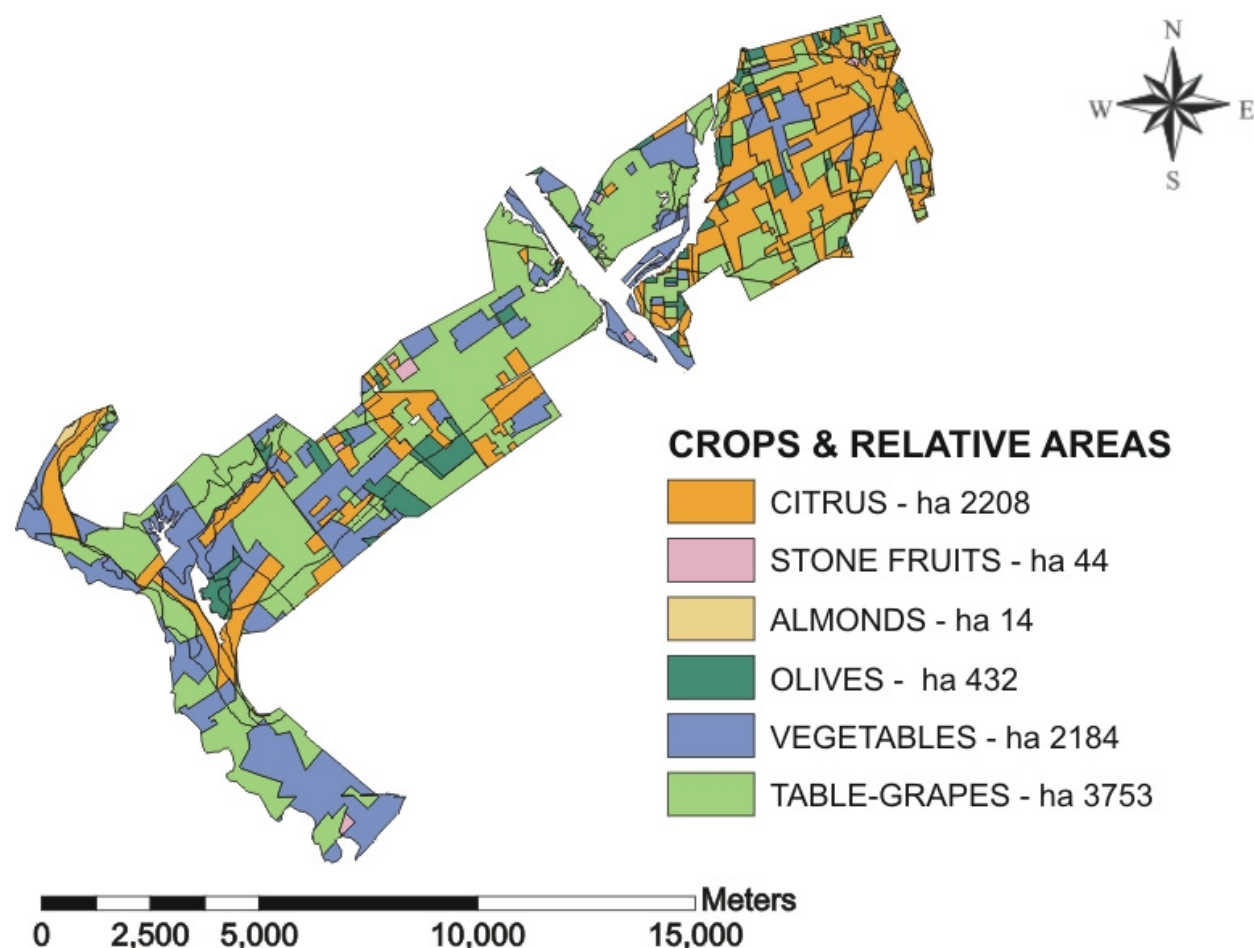 N
W E
S
CROPS & RELATIVE AREAS
CITRUS - ha 2208
STONE FRUITS - ha 44
ALMONDS - ha 14
OLIVES - ha 432
VEGETABLES - ha 2184
TABLE-GRAPES - ha 3753
Meters
0 2,500 5,000 10,000 15,000